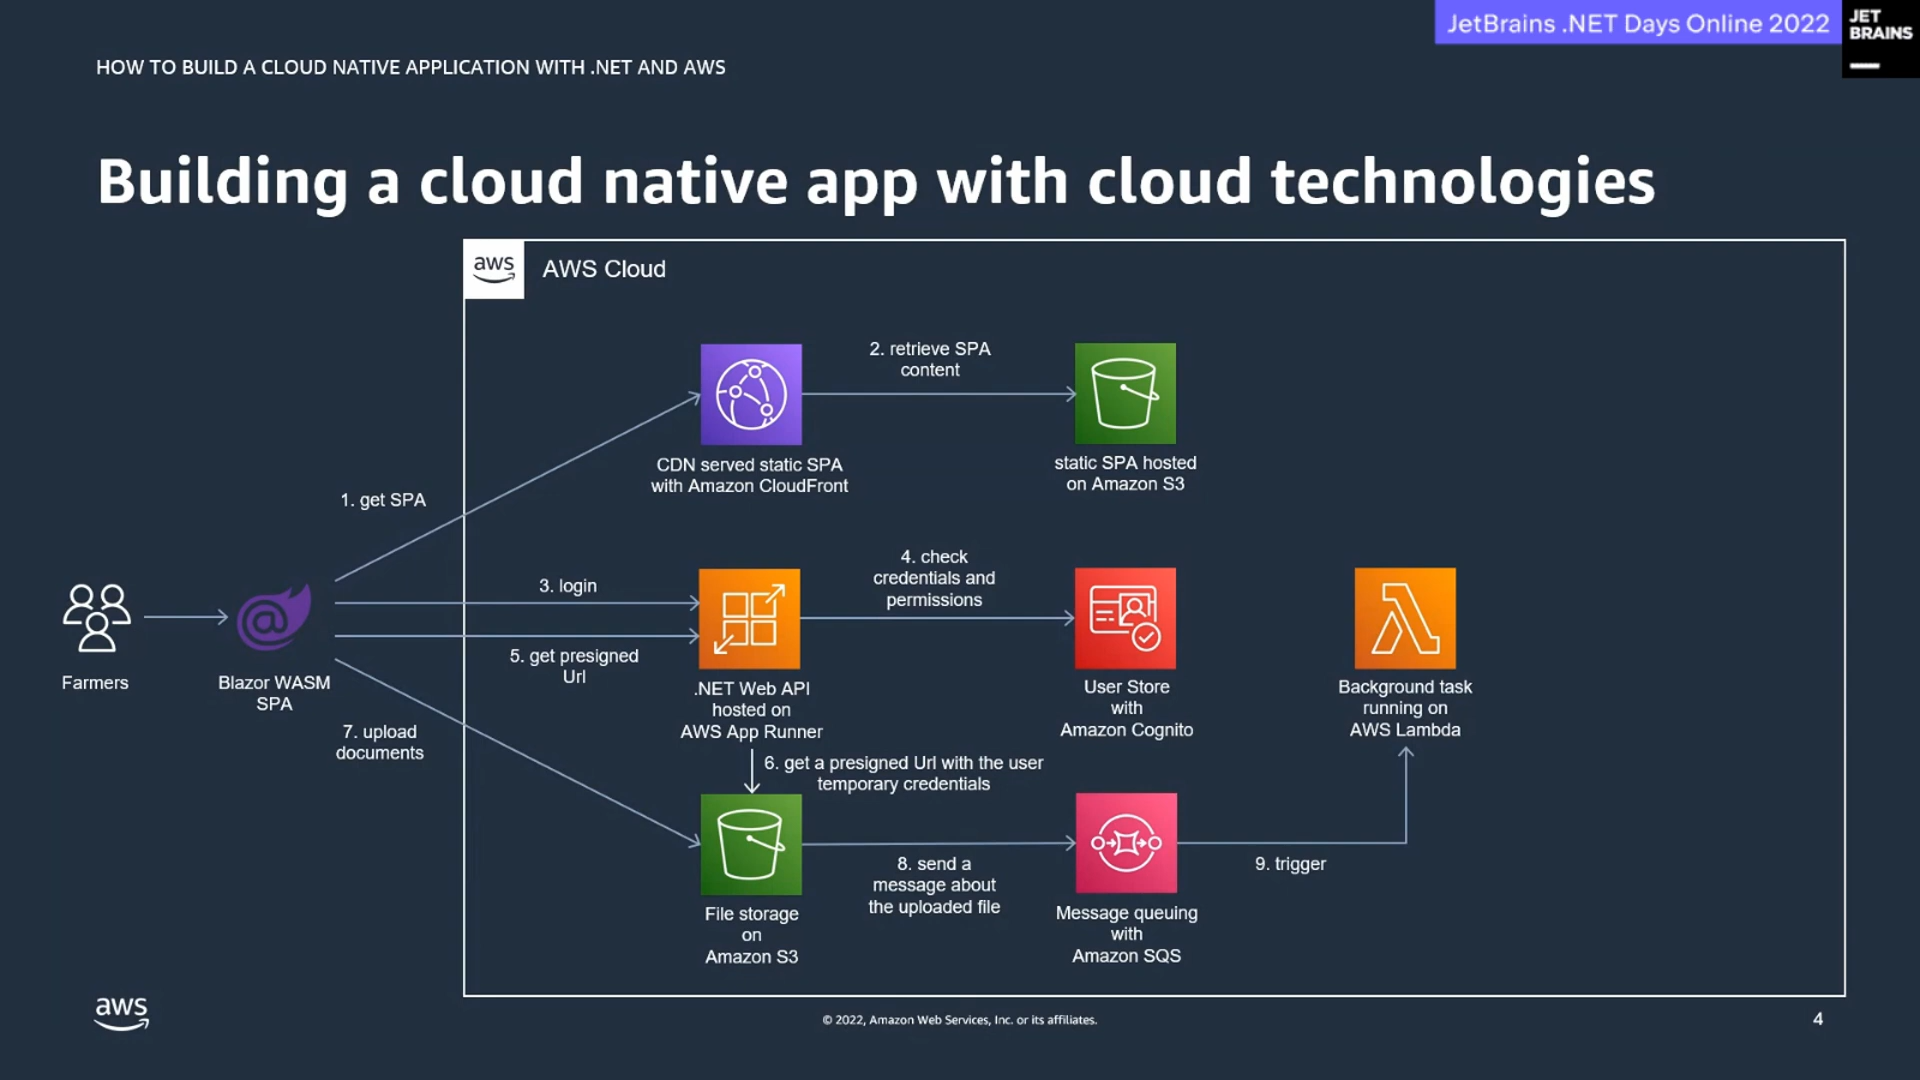 JetBrains .NET Days Online 2022
JET
BRAINS
HOW TO BUILD A CLOUD NATIVE APPLICATION WITH .NET AND AWS
Building a cloud native app with cloud technologies
aws
AWS Cloud
2. retrieve SPA
content
CDN served static SPA
with Amazon CloudFront
static SPA hosted
on Amazon S3
1. get SPA
3. login
4. check
credentials and
permissions
5. get presigned
Url
Farmers
Blazor WASM
SPA
.NET Web API
hosted on
AWS App Runner
User Store
with
Amazon Cognito
Background task
running on
AWS Lambda
7. upload
documents
6. get a presigned Url with the user
temporary credentials
8. send a
message about
the uploaded file
9. trigger
File storage
on
Amazon S3
Message queuing
with
Amazon SQS
aws
© 2022, Amazon Web Services, Inc. or its affiliates.
4